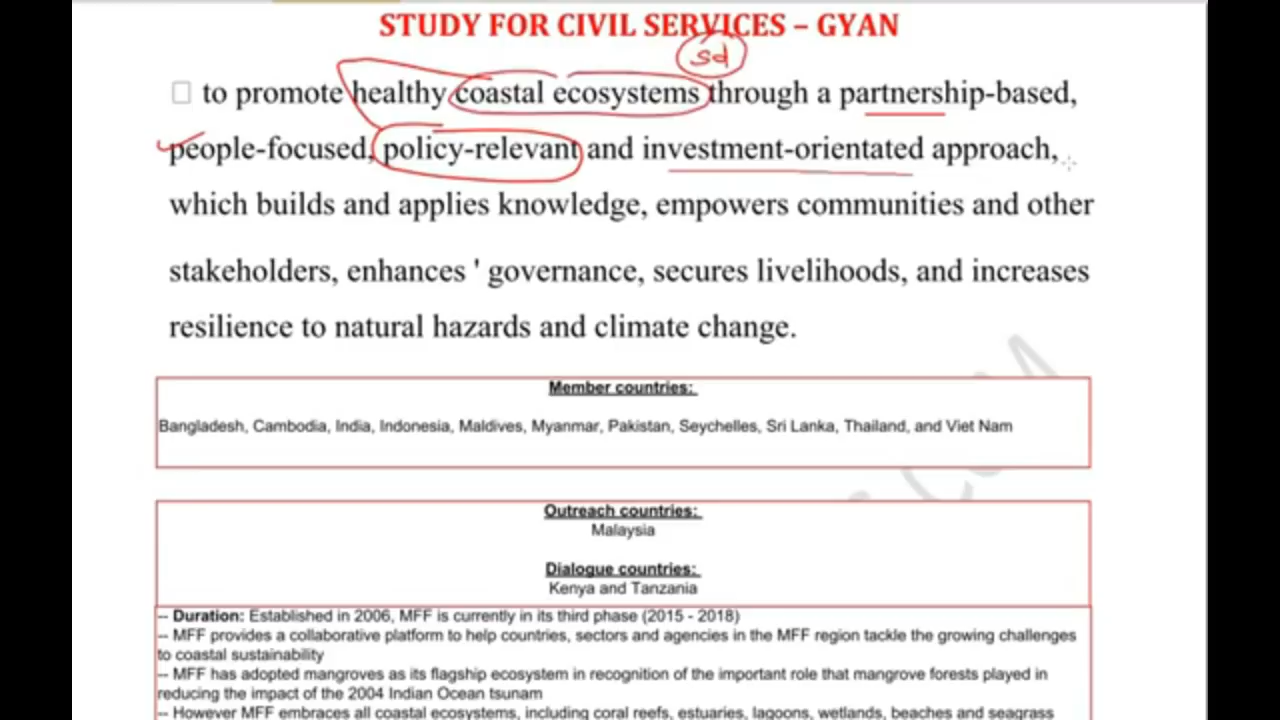 STUDY FOR CIVIL SERVICES – GYAN
sd
to promote healthy coastal ecosystems through a partnership-based,
people-focused, policy-relevant and investment-orientated approach,
which builds and applies knowledge, empowers communities and other
stakeholders, enhances ' governance, secures livelihoods, and increases
resilience to natural hazards and climate change.
Member countries:
Bangladesh, Cambodia, India, Indonesia, Maldives, Myanmar, Pakistan, Seychelles, Sri Lanka, Thailand, and Viet Nam
Outreach countries:
Malaysia
Dialogue countries:
Kenya and Tanzania
-- Duration: Established in 2006, MFF is currently in its third phase (2015 - 2018)
-- MFF provides a collaborative platform to help countries, sectors and agencies in the MFF region tackle the growing challenges
to coastal sustainability
-- MFF has adopted mangroves as its flagship ecosystem in recognition of the important role that mangrove forests played in
reducing the impact of the 2004 Indian Ocean tsunam
-- However MFF embraces all coastal ecosystems, including coral reefs, estuaries, lagoons, wetlands, beaches and seagrass